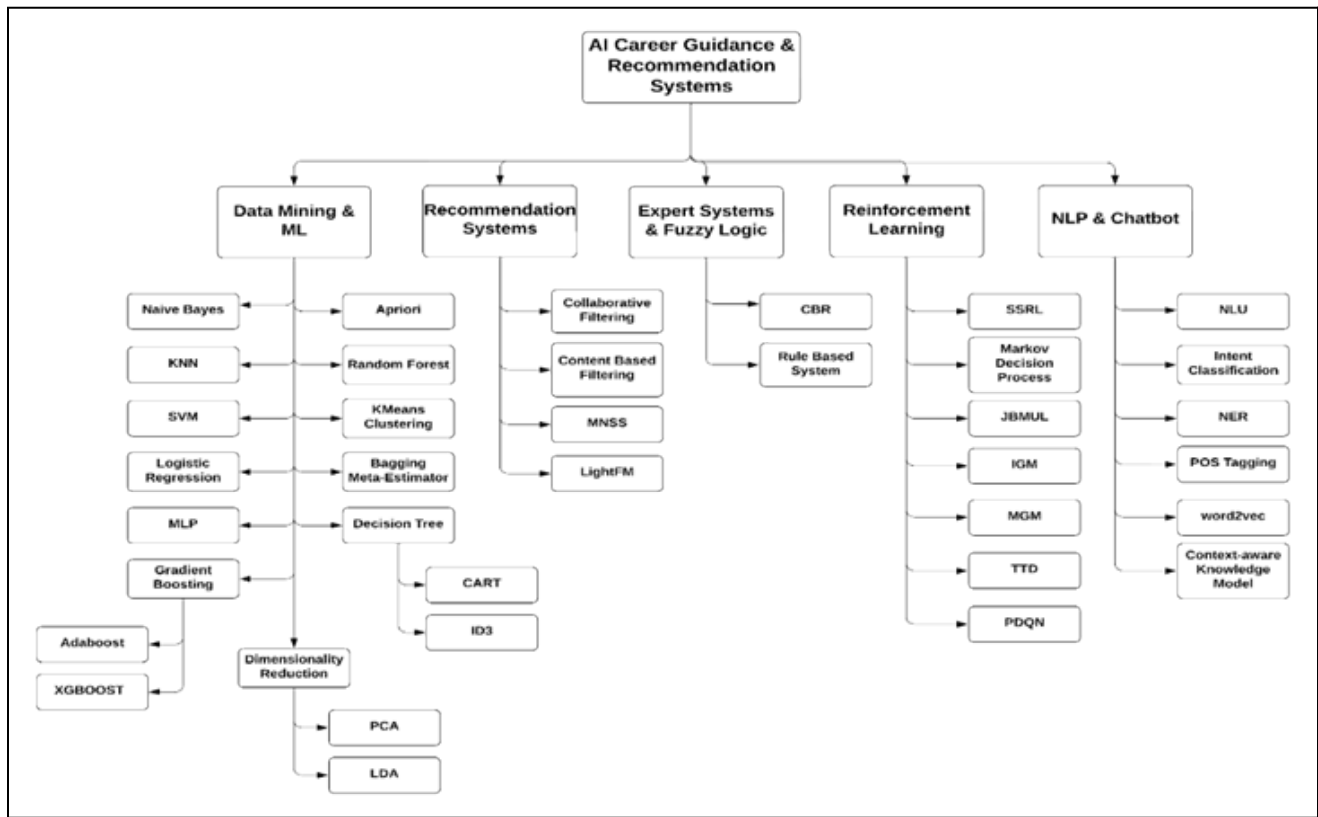 AI Career Guidance &
Recommendation
Systems
Data Mining &
ML
Recommendation
Systems
Expert Systems
& Fuzzy Logic
Reinforcement
Learning
NLP & Chatbot
Naive Bayes
Apriori
KNN
Random Forest
SVM
KMeans
Clustering
Logistic
Regression
Bagging
Meta-Estimator
MLP
Decision Tree
Gradient
Boosting
CART
ID3
Adaboost
XGBOOST
Dimensionality
Reduction
PCA
LDA
Collaborative
Filtering
Content Based
Filtering
MNSS
LightFM
CBR
Rule Based
System
SSRL
Markov
Decision
Process
JBMUL
IGM
MGM
TTD
PDQN
NLU
Intent
Classification
NER
POS Tagging
word2vec
Context-aware
Knowledge
Model